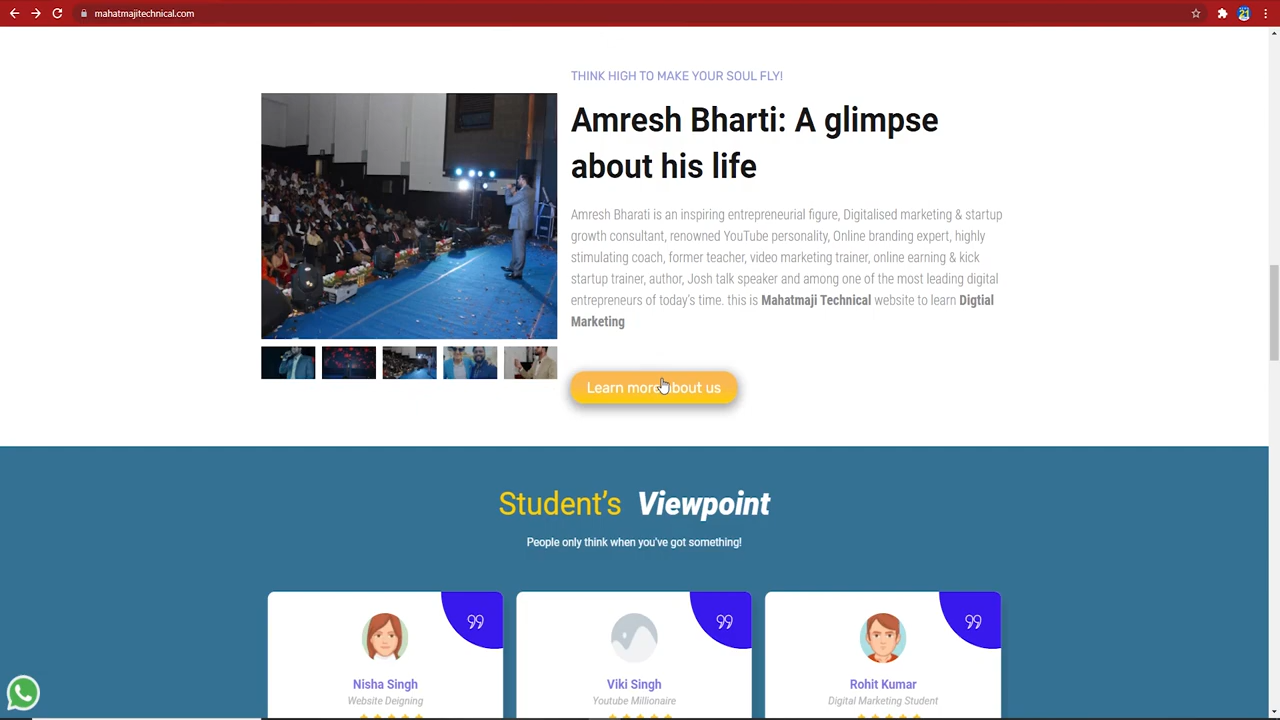 mahatmajitechnical.com
THINK HIGH TO MAKE YOUR SOUL FLY!
Amresh Bharti: A glimpse
about his life
Amresh Bharati is an inspiring entrepreneurial figure, Digitalised marketing & startup
growth consultant, renowned YouTube personality, Online branding expert, highly
stimulating coach, former teacher, video marketing trainer, online earning & kick
startup trainer, author, Josh talk speaker and among one of the most leading digital
entrepreneurs of today's time. this is Mahatmaji Technical website to learn Digtial
Marketing
Learn more about us
Student's Viewpoint
People only think when you've got something!
Nisha Singh
Website Deigning
Viki Singh
Youtube Millionaire
Rohit Kumar
Digital Marketing Student